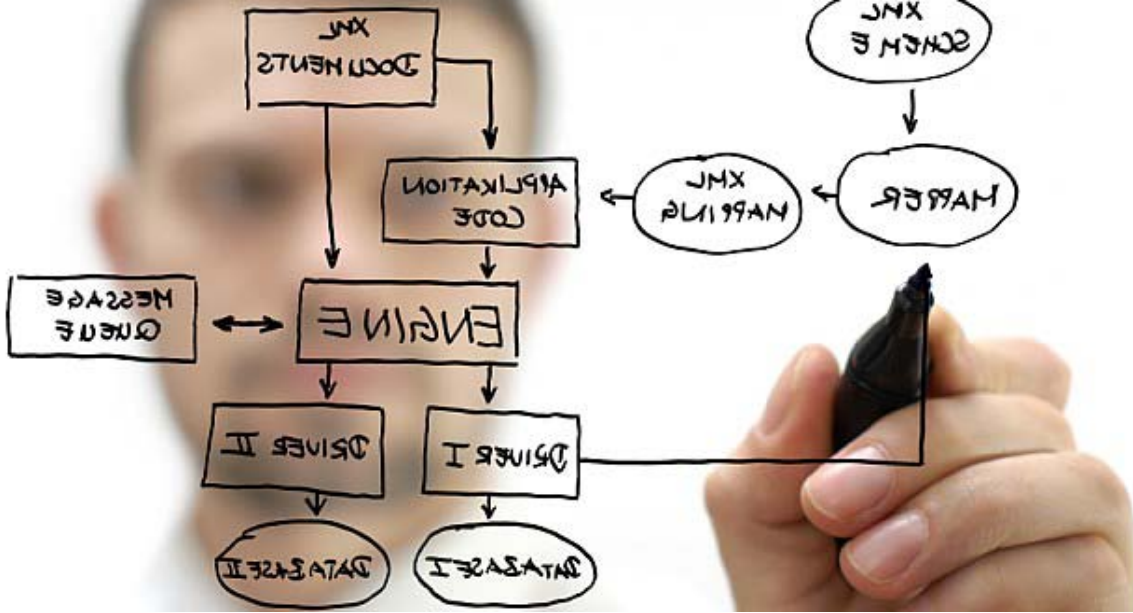 XML
DOCUMENTS
XML
SCHEME
APPLIKATION
CODE
XML
MAPPING
MAPPER
MESSAGE
QUEUE
ENGINE
DRIVER II
DRIVER I
DATABASE II
DATABASE I